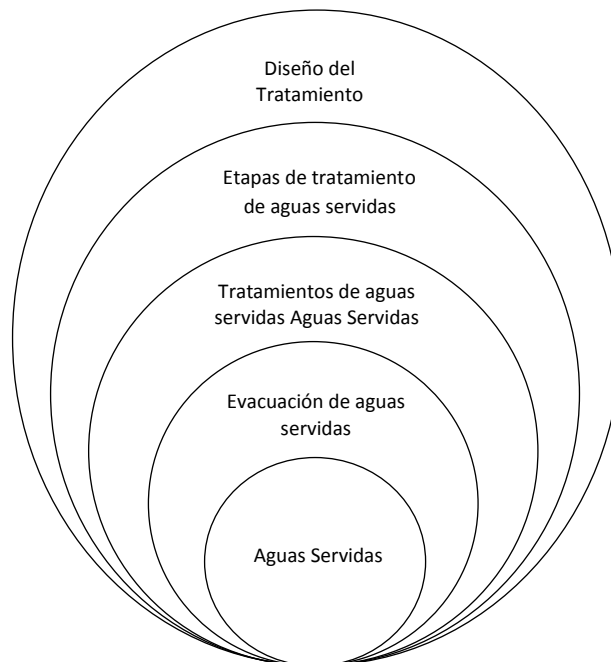 Diseño del
Tratamiento
Etapas de tratamiento
de aguas servidas
Tratamientos de aguas
servidas Aguas Servidas
Evacuación de aguas
servidas
Aguas Servidas